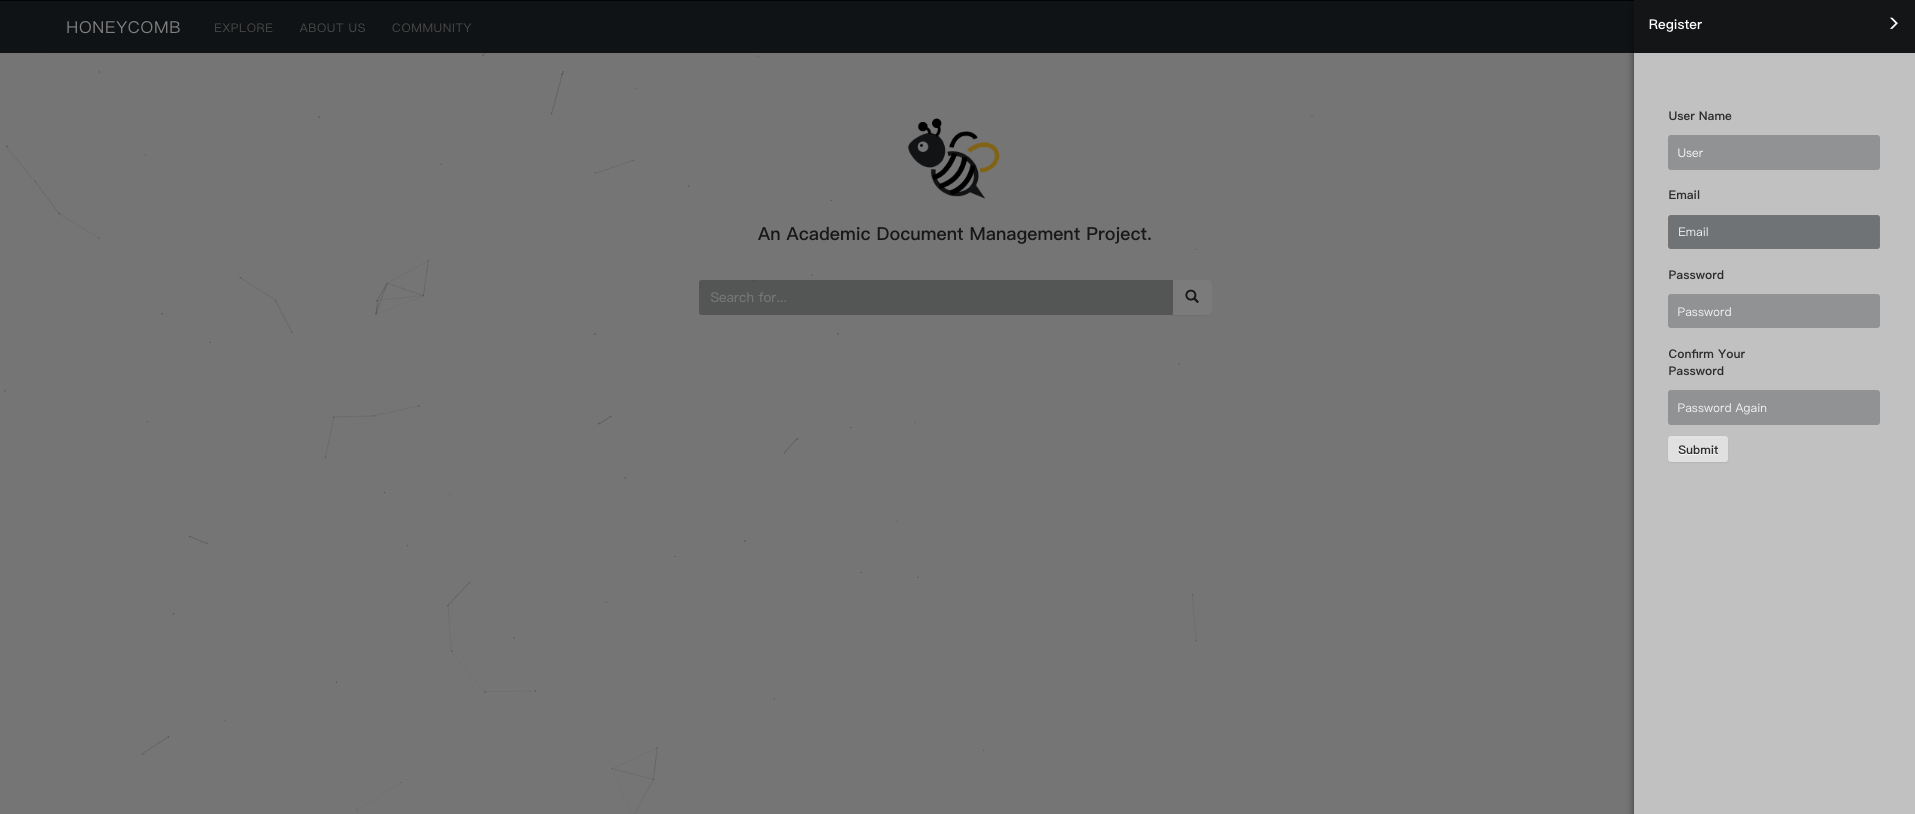 HONEYCOMB
EXPLORE
ABOUT US
COMMUNITY
An Academic Document Management Project.
Search for...
Register
User Name
User
Email
Email
Password
Password
Confirm Your
Password
Password Again
Submit